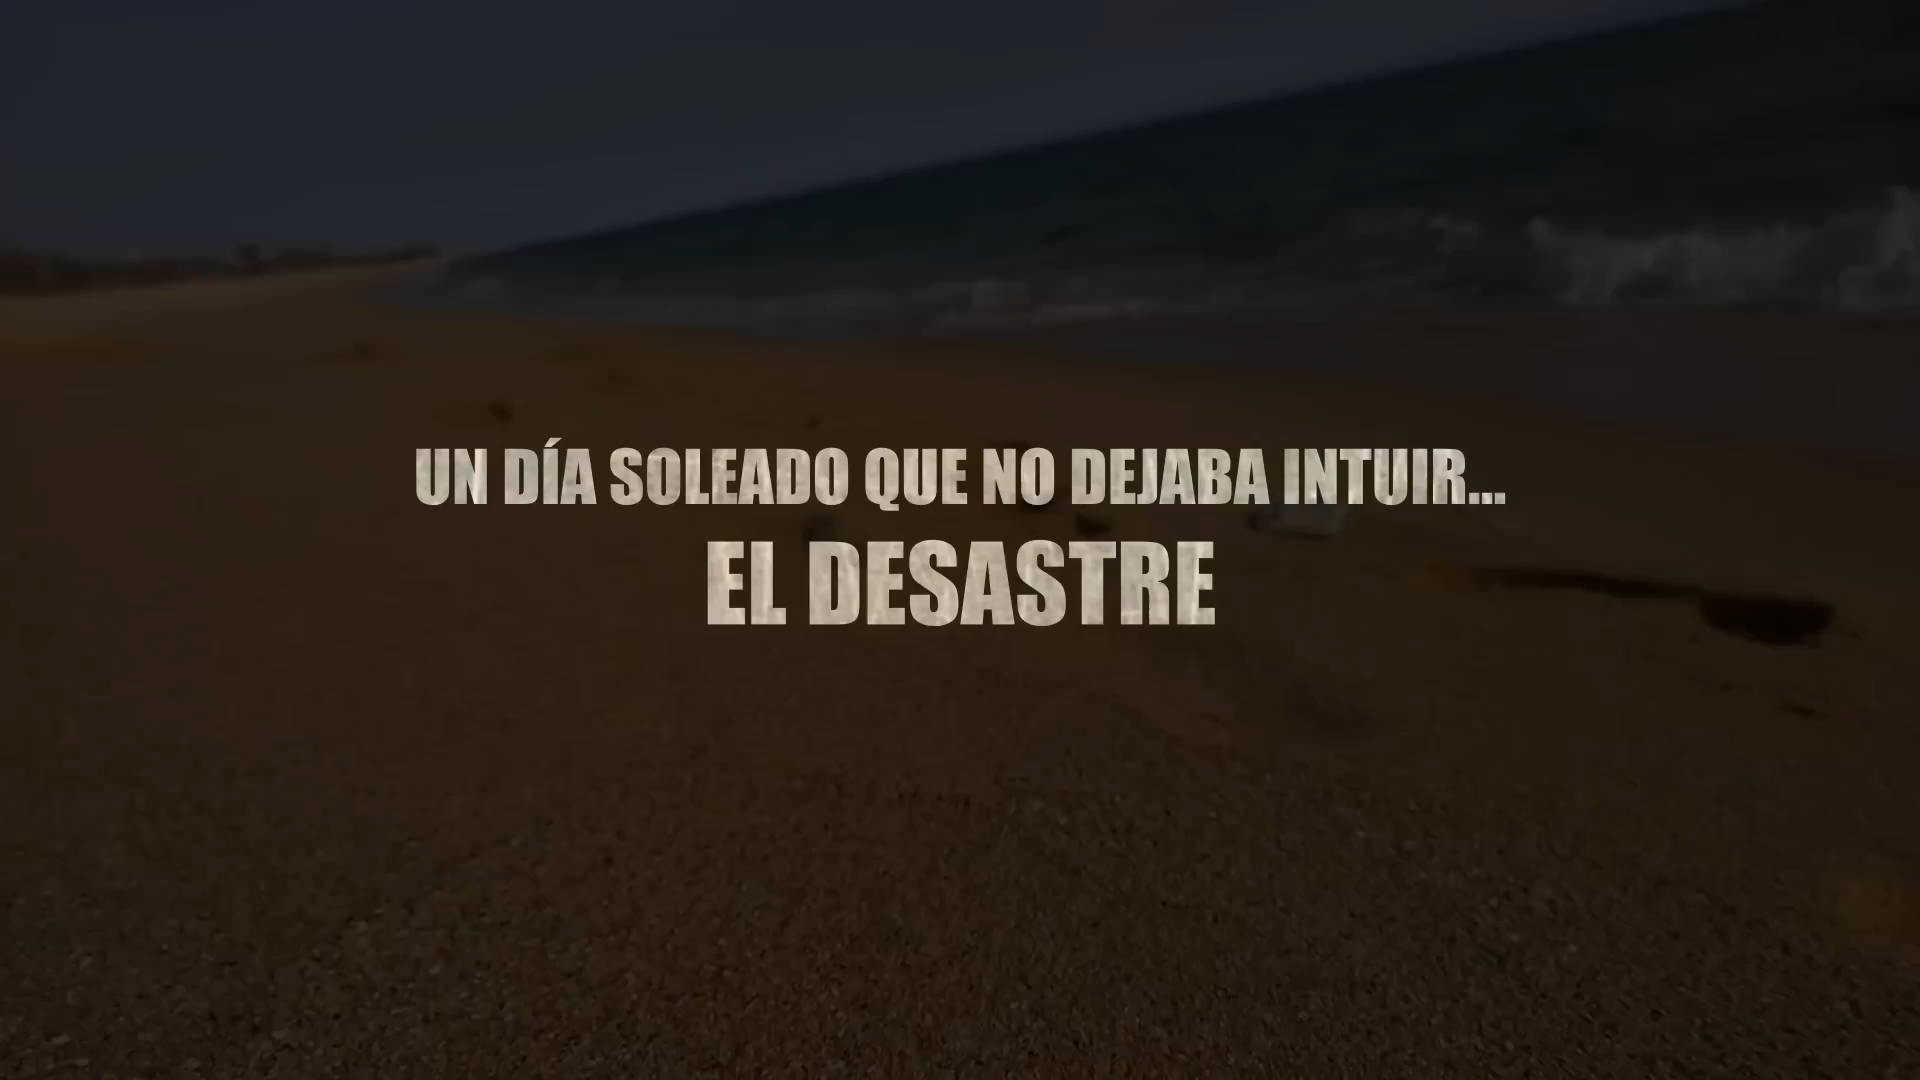 UN DÍA SOLEADO QUE NO DEJABA INTUIR...
EL DESASTRE